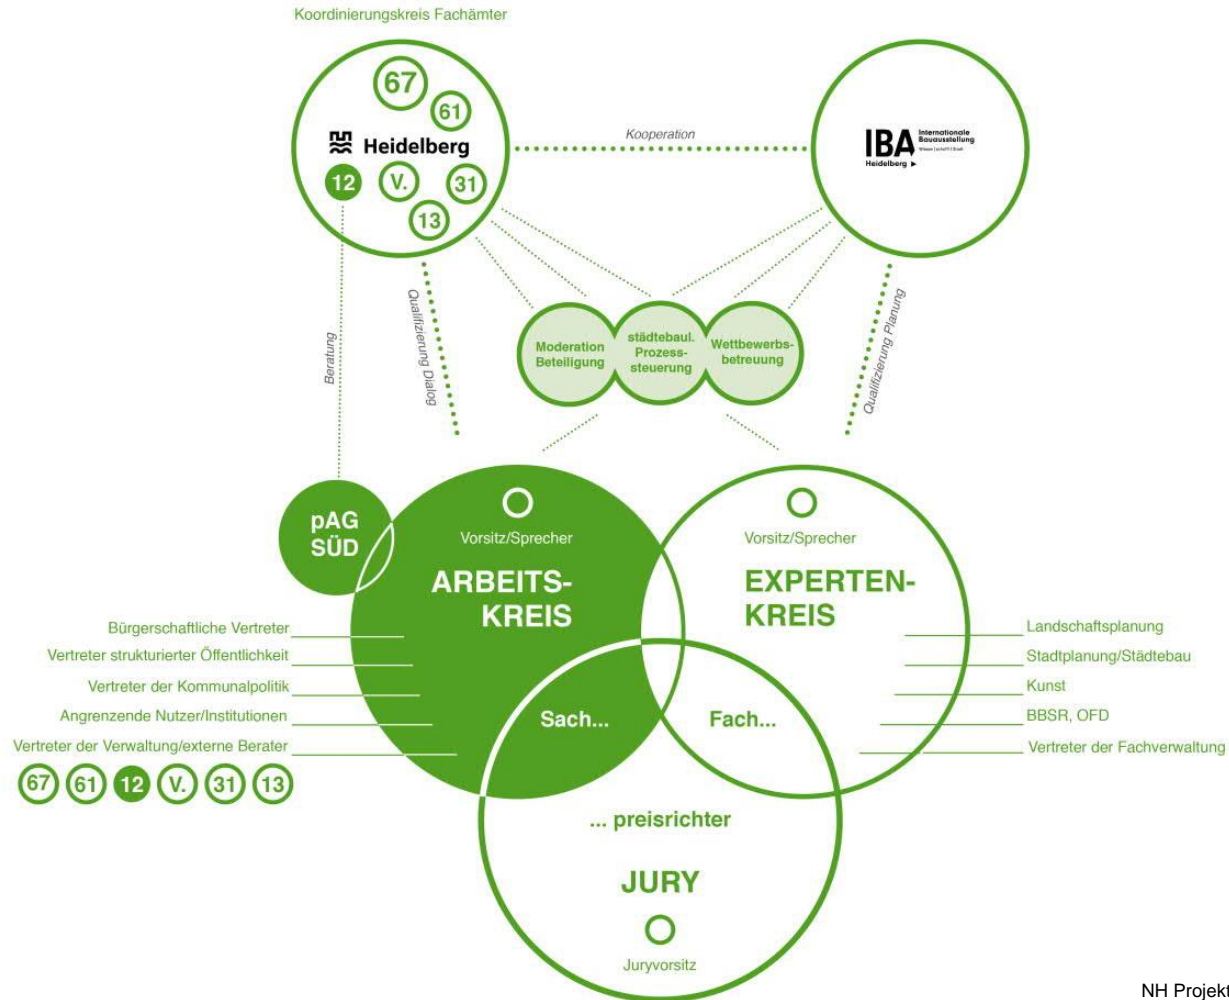 Koordinierungskreis Fachämter
67
61
Heidelberg
12
V.
31
13
Kooperation
IBA
Internationale
Bauausstellung
Heidelberg
Beratung
Qualifizierung Dialog
Moderation
Beteiligung
städtebaul.
Prozess-
steuerung
Wettbewerbs-
betreuung
Qualifizierung Planung
pAG
SÜD
Vorsitz/Sprecher
ARBEITS-
KREIS
Vorsitz/Sprecher
EXPERTEN-
KREIS
Bürgerschaftliche Vertreter
Vertreter strukturierter Öffentlichkeit
Vertreter der Kommunalpolitik
Angrenzende Nutzer/Institutionen
Vertreter der Verwaltung/externe Berater
67 61 12 V. 31 13
Landschaftsplanung
Stadtplanung/Städtebau
Kunst
BBSR, OFD
Vertreter der Fachverwaltung
Sach...
Fach...
... preisrichter
JURY
Juryvorsitz
NH Projekt